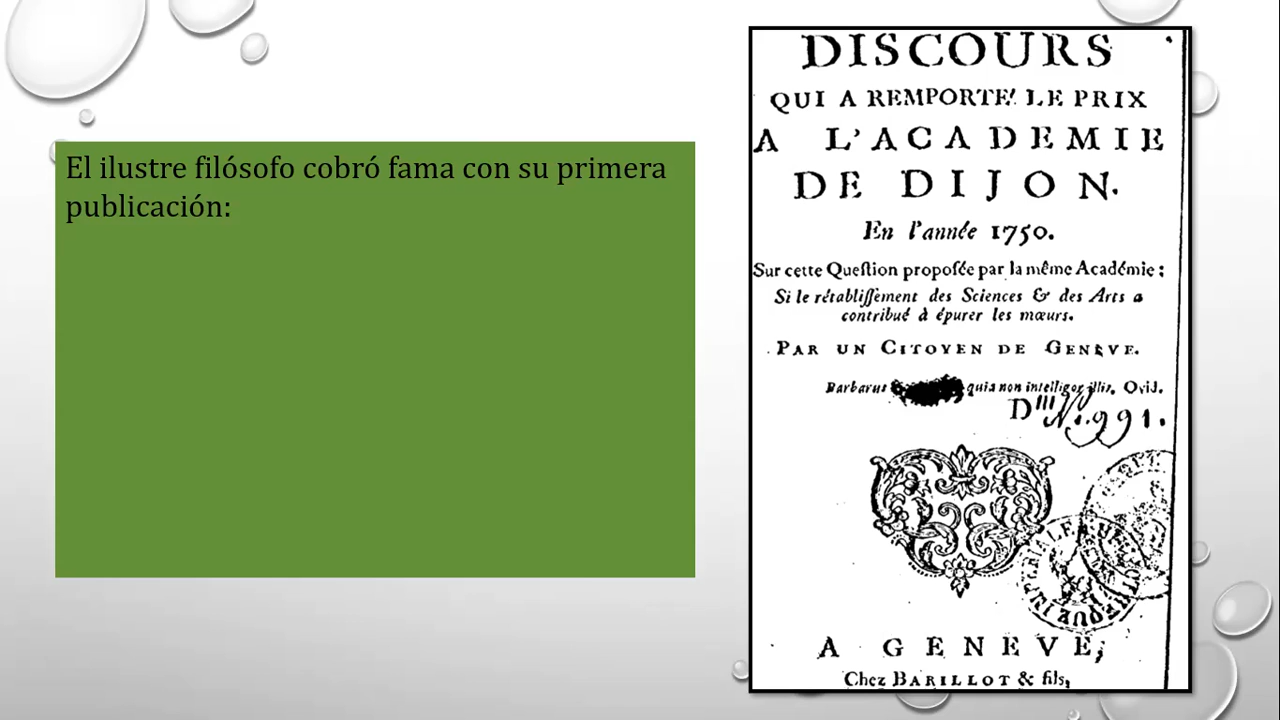 El ilustre filósofo cobró fama con su primera
publicación:
DISCOURS
QUI A REMPORTE' LE PRIX
A L'ACADEMIE
DE DIJON.
En l'année 1750.
Sur cette Queſtion propoſée par la même Académie :
Si le rétabliſſement des Sciences & des Arts a
contribué à épurer les mœurs.
PAR UN CITOYEN DE GENEVE.
Barbarus quia non intelligor illis. Ovid.
A GENEVE,
Chez BARILLOT & fils,